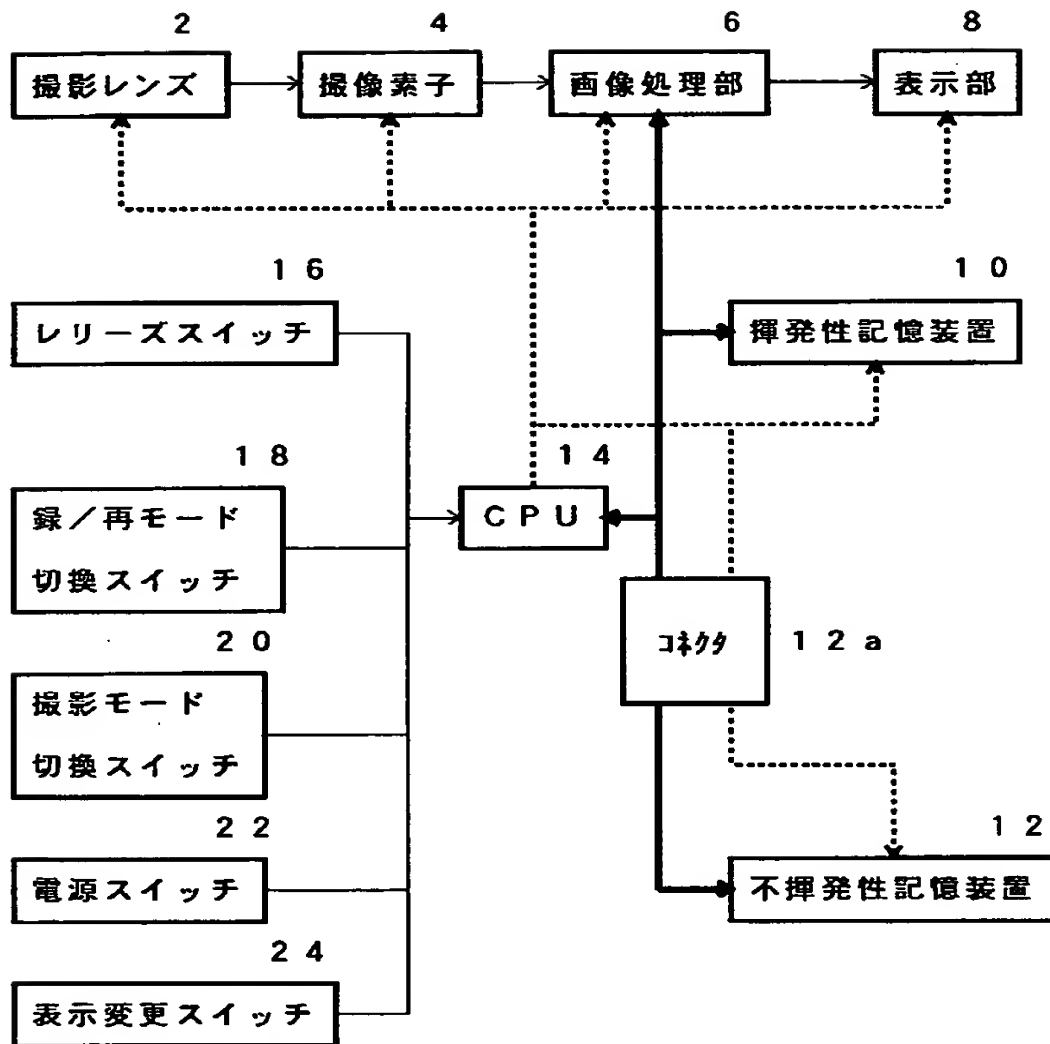 2 4 6 8
撮影レンズ 撮像素子 画像処理部 表示部
16
レリーズスイッチ
10
揮発性記憶装置
18
録／再モード
切換スイッチ
14
CPU
コネクタ 12a
20
撮影モード
切換スイッチ
22
電源スイッチ
12
不揮発性記憶装置
24
表示変更スイッチ